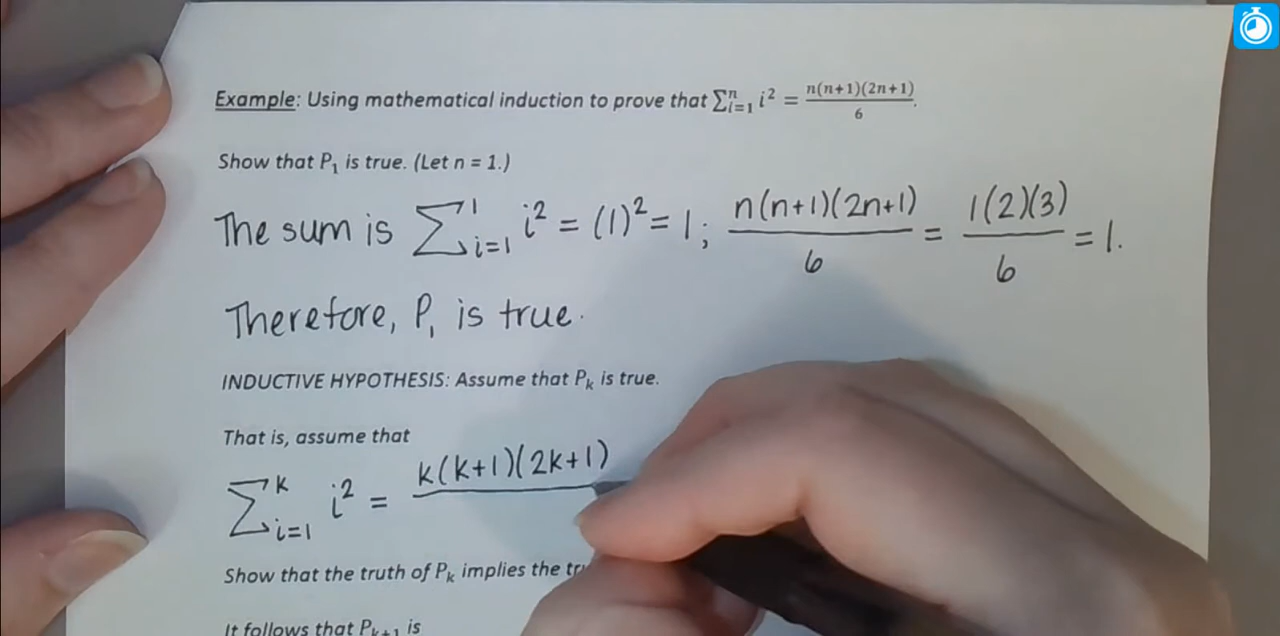 Example: Using mathematical induction to prove that ∑ⁿᵢ₌₁ i² = n(n+1)(2n+1)/6.
Show that P₁ is true. (Let n = 1.)
The sum is ∑¹ᵢ₌₁ i² = (1)² = 1; n(n+1)(2n+1)/6 = 1(2)(3)/6 = 1.
Therefore, P₁ is true.
INDUCTIVE HYPOTHESIS: Assume that Pₖ is true.
That is, assume that
∑ᵏᵢ₌₁ i² = k(k+1)(2k+1)
Show that the truth of Pₖ implies the
It follows that Pₖ₊₁ is